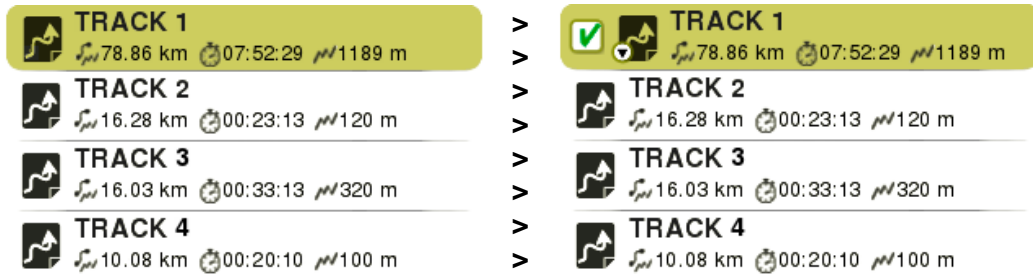 TRACK 1
78.86 km 07:52:29 1189 m
TRACK 2
16.28 km 00:23:13 120 m
TRACK 3
16.03 km 00:33:13 320 m
TRACK 4
10.08 km 00:20:10 100 m
>
>
>
>
>
>
>
>
TRACK 1
78.86 km 07:52:29 1189 m
TRACK 2
16.28 km 00:23:13 120 m
TRACK 3
16.03 km 00:33:13 320 m
TRACK 4
10.08 km 00:20:10 100 m